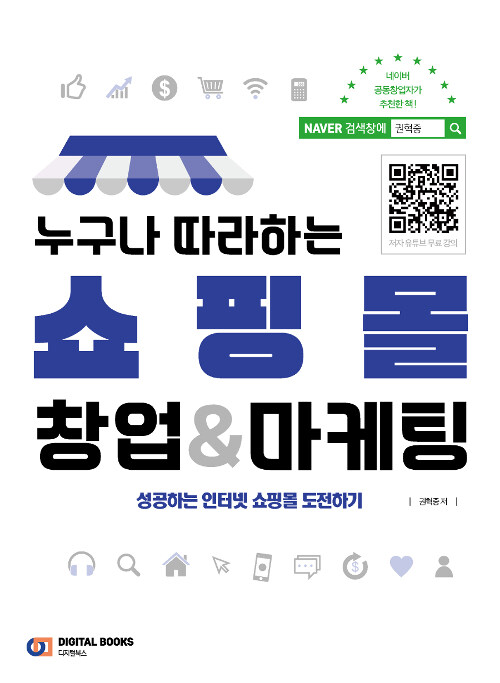 네이버
공동창업자가
추천한 책!
NAVER 검색창에 권혁중
저자 유튜브 무료 강의
누구나 따라하는
쇼핑몰
창업&마케팅
성공하는 인터넷 쇼핑몰 도전하기
| 권혁중 저 |
DIGITAL BOOKS
디지털북스